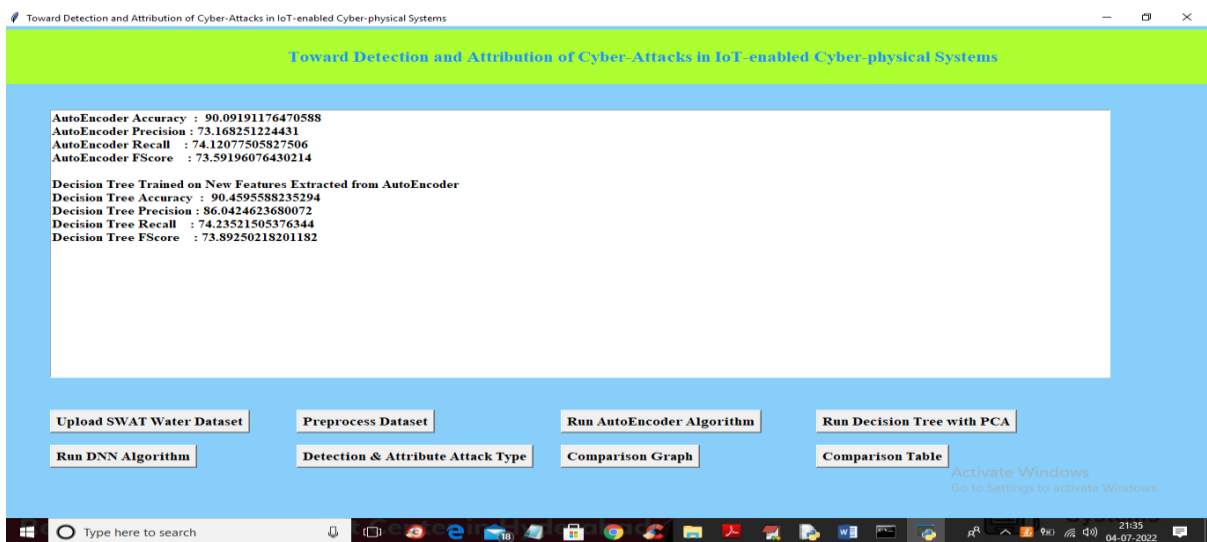 Toward Detection and Attribution of Cyber-Attacks in IoT-enabled Cyber-physical Systems
Toward Detection and Attribution of Cyber-Attacks in IoT-enabled Cyber-physical Systems
AutoEncoder Accuracy : 90.09191176470588
AutoEncoder Precision : 73.168251224431
AutoEncoder Recall : 74.12077505827506
AutoEncoder FScore : 73.59196076430214
Decision Tree Trained on New Features Extracted from AutoEncoder
Decision Tree Accuracy : 90.4595588235294
Decision Tree Precision : 86.0424623680072
Decision Tree Recall : 74.23521505376344
Decision Tree FScore : 73.89250218201182
Upload SWAT Water Dataset
Preprocess Dataset
Run AutoEncoder Algorithm
Run Decision Tree with PCA
Run DNN Algorithm
Detection & Attribute Attack Type
Comparison Graph
Comparison Table
Activate Windows
Go to Settings to activate Windows.
Type here to search
18
21:35
04-07-2022